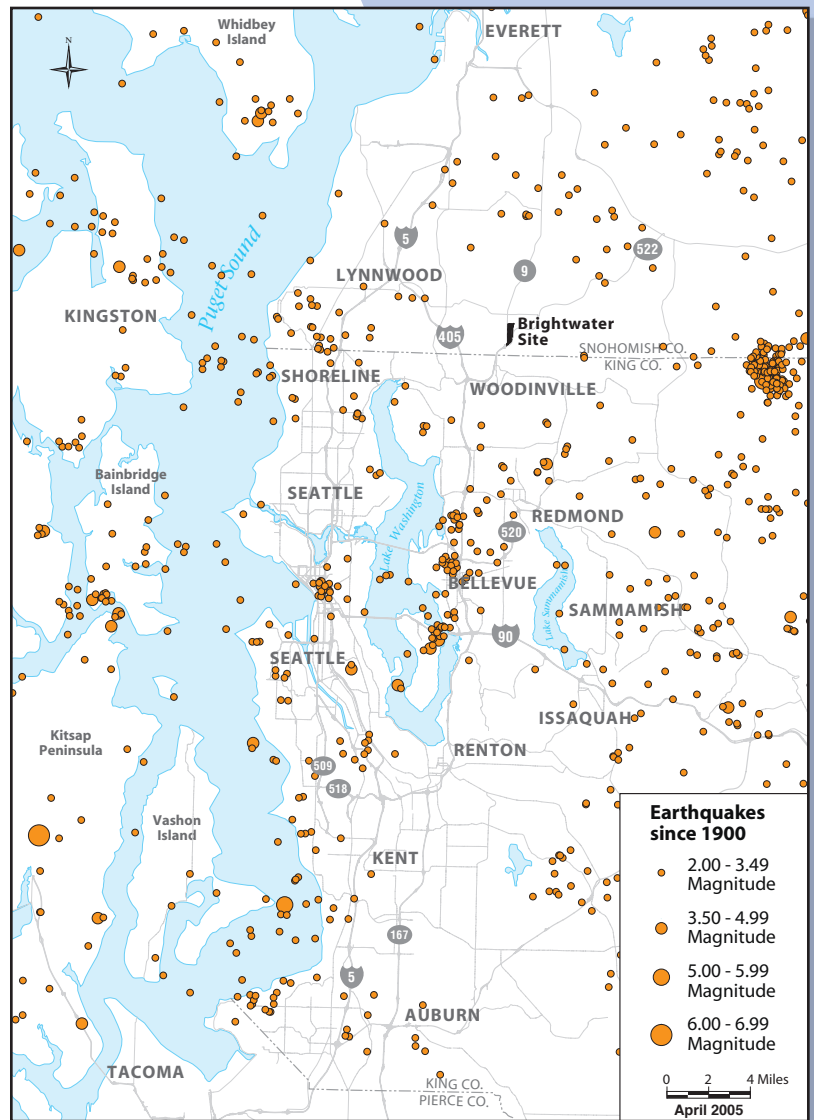 EVERETT
Whidbey
Island
N
Puget Sound
5
522
9
LYNNWOOD
KINGSTON
405
Brightwater
Site
SNOHOMISH CO.
KING CO.
SHORELINE
WOODINVILLE
Bainbridge
Island
SEATTLE
Lake Washington
REDMOND
520
BELLEVUE
Lake Sammamish
SAMMAMISH
90
SEATTLE
ISSAQUAH
Kitsap
Peninsula
RENTON
509
518
Vashon
Island
KENT
167
5
AUBURN
TACOMA
KING CO.
PIERCE CO.
Earthquakes
since 1900
2.00 - 3.49
Magnitude
3.50 - 4.99
Magnitude
5.00 - 5.99
Magnitude
6.00 - 6.99
Magnitude
0 2 4 Miles
April 2005